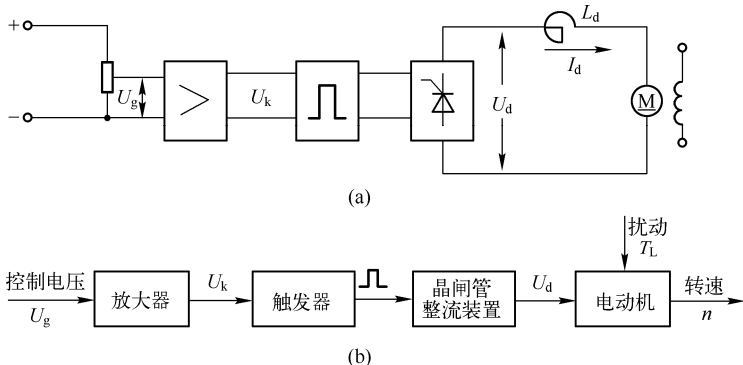 +
L_d
I_d
U_g
>
U_k
U_d
M
−
(a)
扰动
T_L
控制电压
U_g
放大器
U_k
触发器
晶闸管
整流装置
U_d
电动机
转速
n
(b)